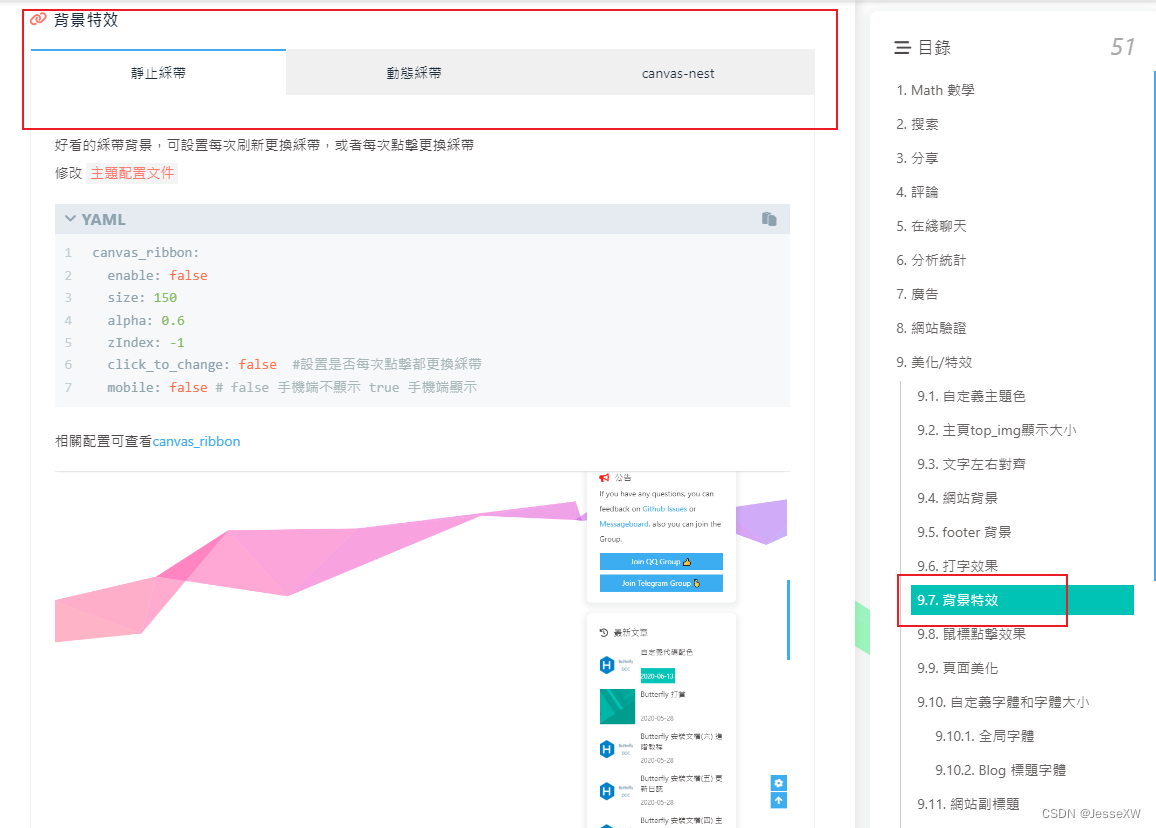 背景特效
靜止綵帶
動態綵帶
canvas-nest
好看的綵帶背景，可設置每次刷新更換綵帶，或者每次點擊更換綵帶
修改 主題配置文件
YAML
1 canvas_ribbon:
2 enable: false
3 size: 150
4 alpha: 0.6
5 zIndex: -1
6 click_to_change: false #設置是否每次點擊都更換綵帶
7 mobile: false # false 手機端不顯示 true 手機端顯示
相關配置可查看canvas_ribbon
公告
If you have any questions, you can
feedback on Github Issues or
Messageboard. also you can join the
Group.
Join QQ Group 👍
Join Telegram Group
最新文章
自定義代碼配色
2020-06-13
Butterfly 打賞
2020-05-28
Butterfly 安裝文檔(六) 進
階教程
2020-05-28
Butterfly 安裝文檔(五) 更
新日誌
2020-05-28
Butterfly 安裝文檔(四) 主
目錄
51
1. Math 數學
2. 搜索
3. 分享
4. 評論
5. 在綫聊天
6. 分析統計
7. 廣告
8. 網站驗證
9. 美化/特效
9.1. 自定義主題色
9.2. 主頁top_img顯示大小
9.3. 文字左右對齊
9.4. 網站背景
9.5. footer 背景
9.6. 打字效果
9.7. 背景特效
9.8. 鼠標點擊效果
9.9. 頁面美化
9.10. 自定義字體和字體大小
9.10.1. 全局字體
9.10.2. Blog 標題字體
9.11. 網站副標題
CSDN @JesseXW